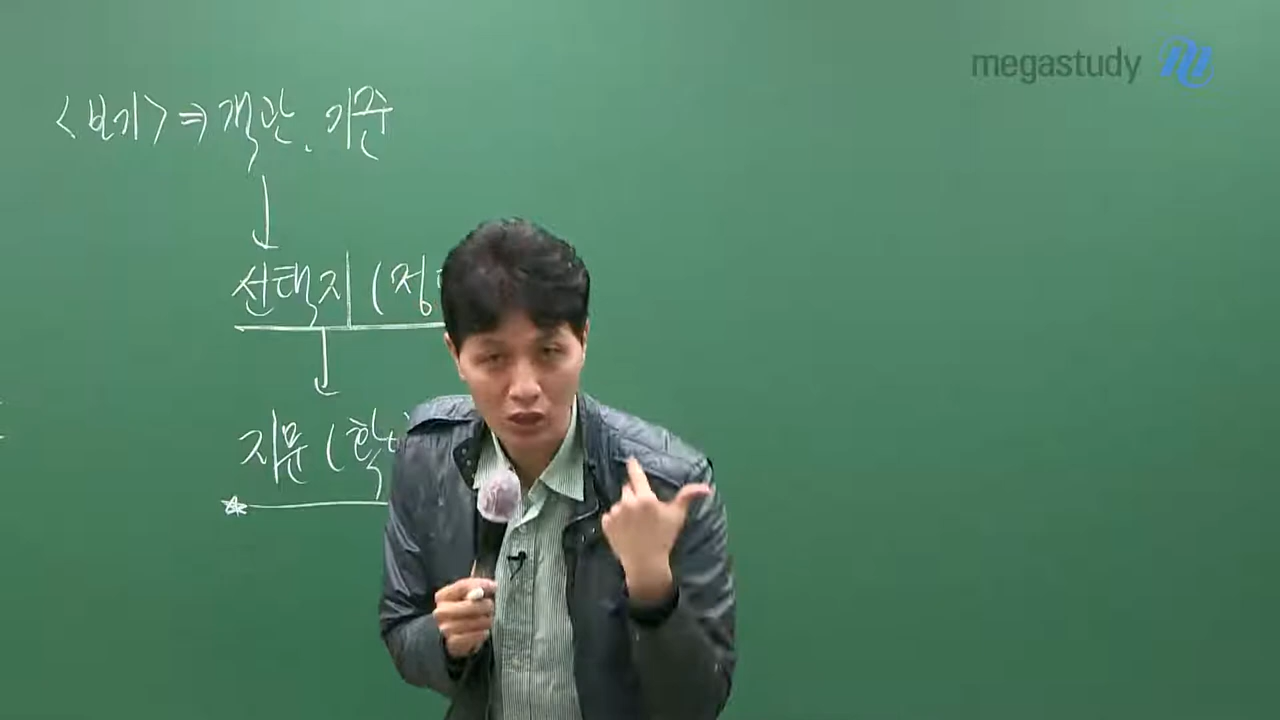 megastudy
<보기> ⇒ 객관, 기준
선택지 (정
지문 (확